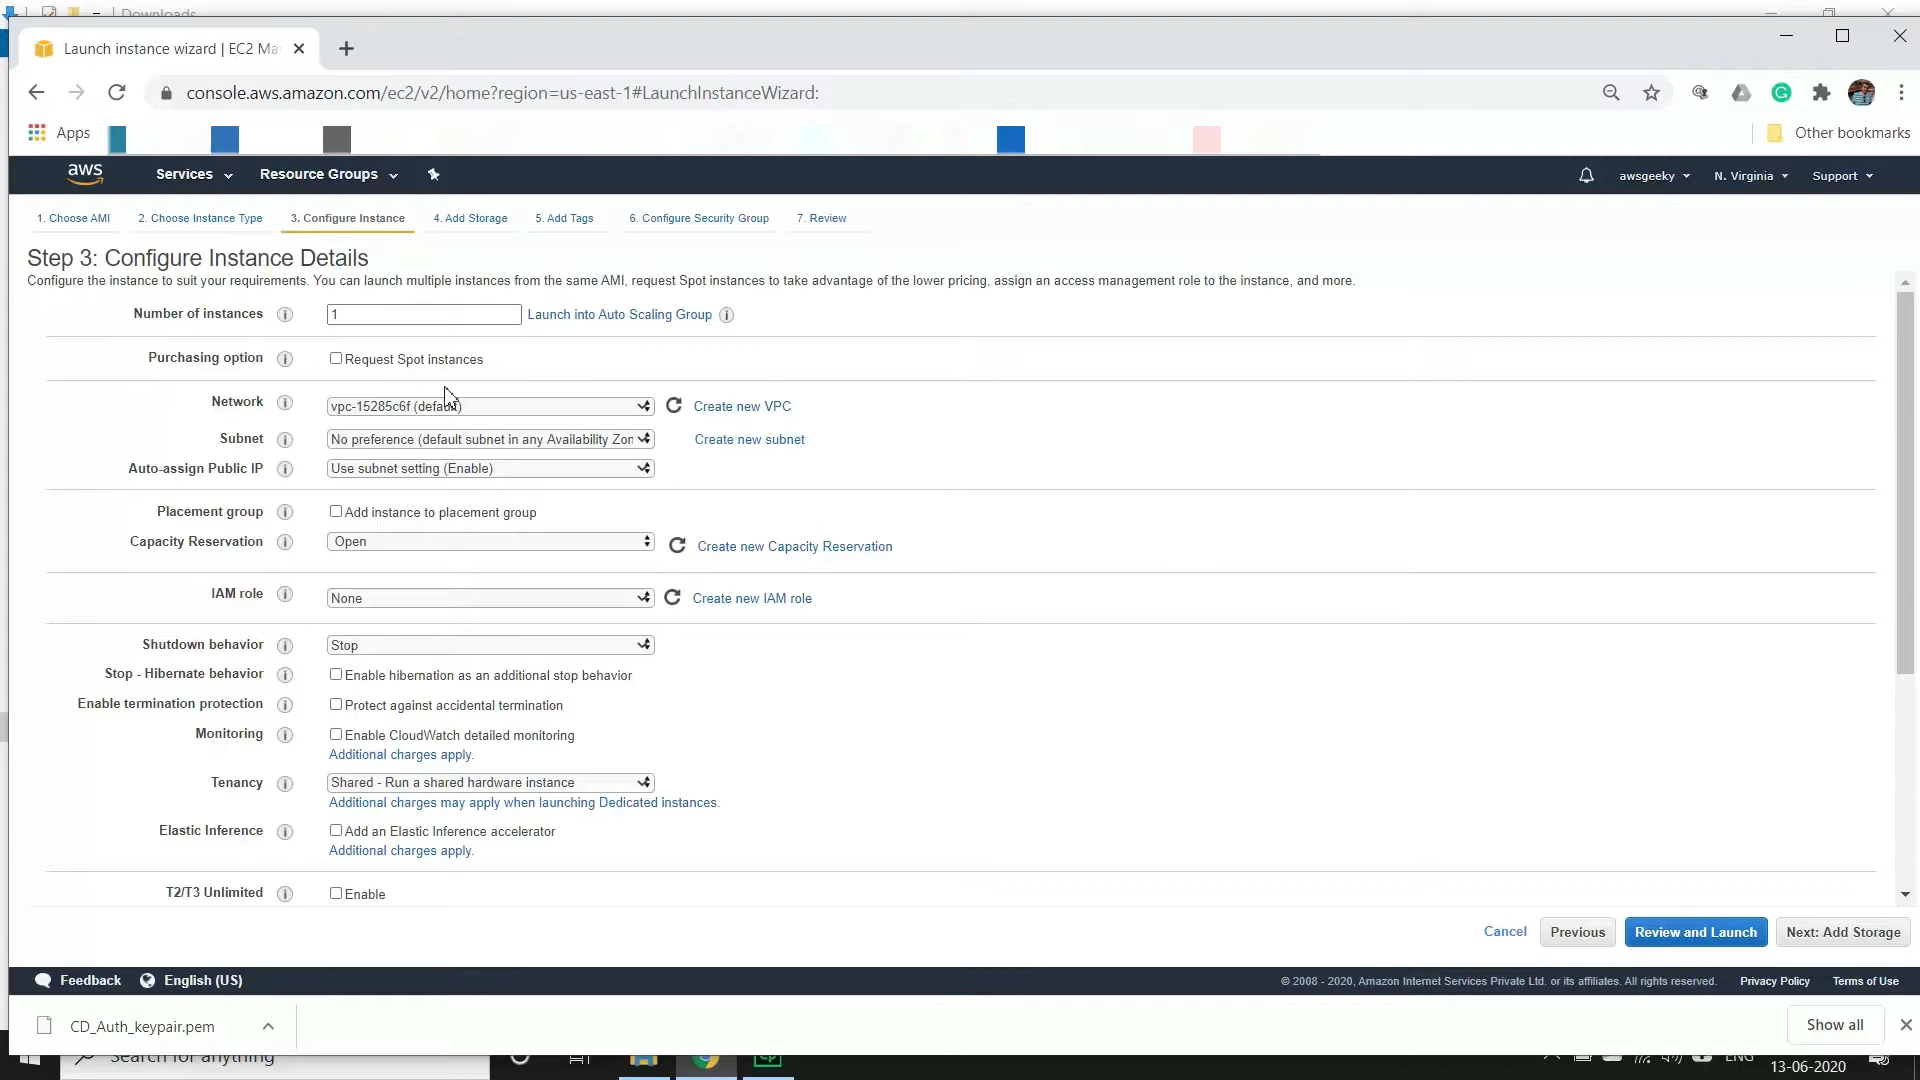 Downloads
Launch instance wizard | EC2 Ma
console.aws.amazon.com/ec2/v2/home?region=us-east-1#LaunchInstanceWizard:
Apps
Other bookmarks
aws Services Resource Groups awsgeeky N. Virginia Support
1. Choose AMI 2. Choose Instance Type 3. Configure Instance 4. Add Storage 5. Add Tags 6. Configure Security Group 7. Review
Step 3: Configure Instance Details
Configure the instance to suit your requirements. You can launch multiple instances from the same AMI, request Spot instances to take advantage of the lower pricing, assign an access management role to the instance, and more.
Number of instances 1 Launch into Auto Scaling Group
Purchasing option Request Spot instances
Network vpc-15285c6f (default) Create new VPC
Subnet No preference (default subnet in any Availability Zon Create new subnet
Auto-assign Public IP Use subnet setting (Enable)
Placement group Add instance to placement group
Capacity Reservation Open Create new Capacity Reservation
IAM role None Create new IAM role
Shutdown behavior Stop
Stop - Hibernate behavior Enable hibernation as an additional stop behavior
Enable termination protection Protect against accidental termination
Monitoring Enable CloudWatch detailed monitoring
Additional charges apply.
Tenancy Shared - Run a shared hardware instance
Additional charges may apply when launching Dedicated instances.
Elastic Inference Add an Elastic Inference accelerator
Additional charges apply.
T2/T3 Unlimited Enable
Cancel Previous Review and Launch Next: Add Storage
Feedback English (US) © 2008 - 2020, Amazon Internet Services Private Ltd. or its affiliates. All rights reserved. Privacy Policy Terms of Use
CD_Auth_keypair.pem Show all
Search for anything ENG
13-06-2020